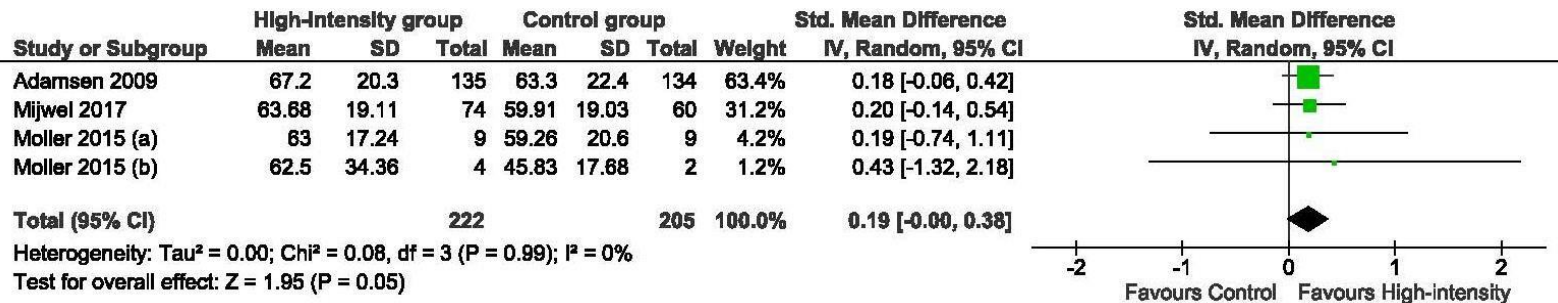 High-Intensity group Control group Std. Mean Difference Std. Mean Difference
Study or Subgroup Mean SD Total Mean SD Total Weight IV, Random, 95% CI IV, Random, 95% CI
Adamsen 2009 67.2 20.3 135 63.3 22.4 134 63.4% 0.18 [-0.06, 0.42]
Mijwel 2017 63.68 19.11 74 59.91 19.03 60 31.2% 0.20 [-0.14, 0.54]
Moller 2015 (a) 63 17.24 9 59.26 20.6 9 4.2% 0.19 [-0.74, 1.11]
Moller 2015 (b) 62.5 34.36 4 45.83 17.68 2 1.2% 0.43 [-1.32, 2.18]
Total (95% CI) 222 205 100.0% 0.19 [-0.00, 0.38]
Heterogeneity: Tau² = 0.00; Chi² = 0.08, df = 3 (P = 0.99); I² = 0%
Test for overall effect: Z = 1.95 (P = 0.05)
-2 -1 0 1 2
Favours Control Favours High-intensity